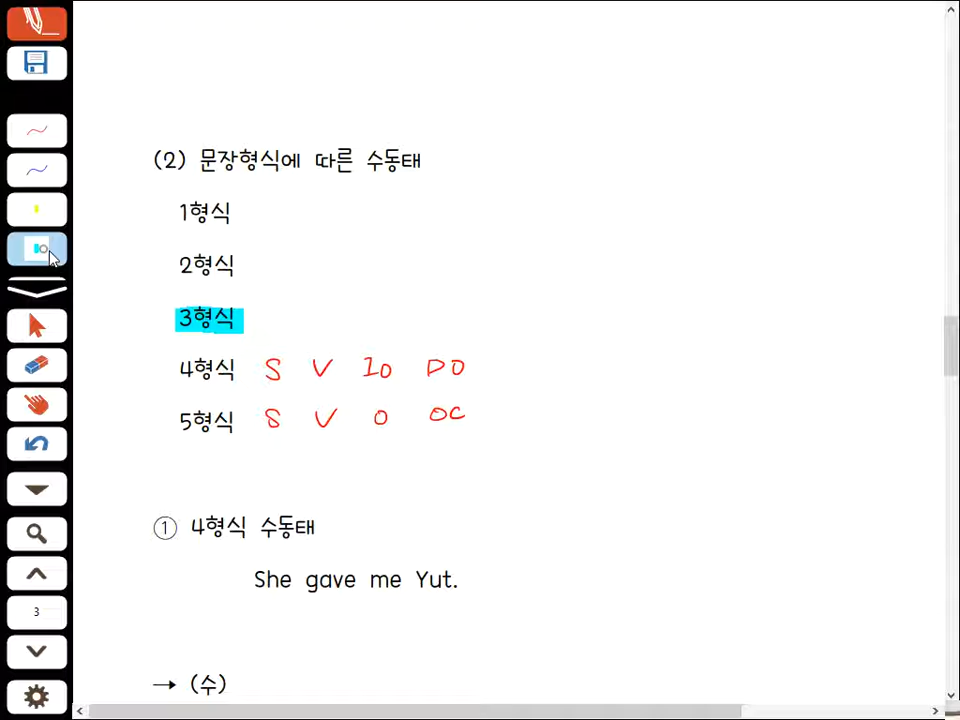 (2) 문장형식에 따른 수동태
1형식
2형식
3형식
4형식 S V IO DO
5형식 S V O OC
① 4형식 수동태
She gave me Yut.
→ (수)
3